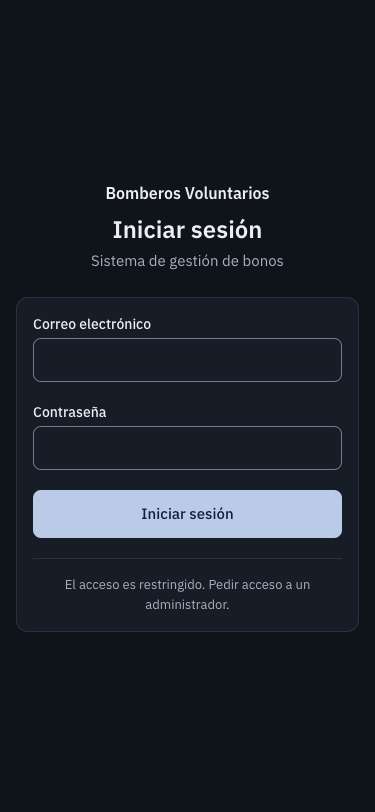 Bomberos Voluntarios
Iniciar sesión
Sistema de gestión de bonos
Correo electrónico
Contraseña
Iniciar sesión
El acceso es restringido. Pedir acceso a un
administrador.